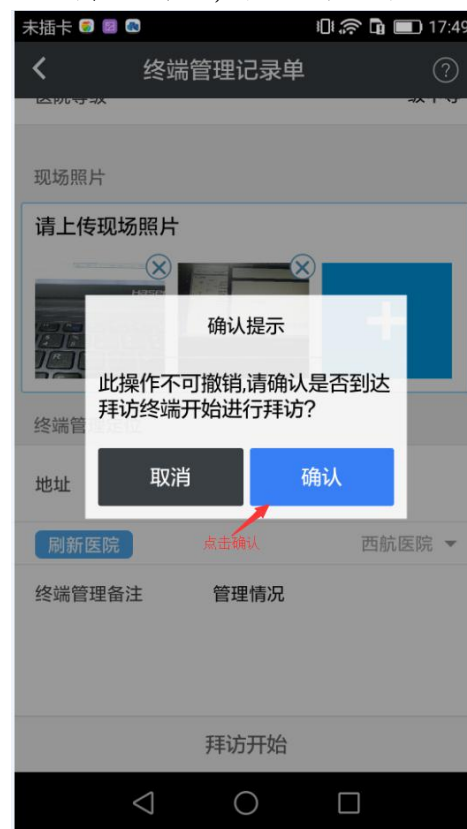 未插卡 17:49
终端管理记录单
现场照片
请上传现场照片
确认提示
此操作不可撤销,请确认是否到达
拜访终端开始进行拜访?
取消 确认
地址
刷新医院 点击确认 西航医院
终端管理备注 管理情况
拜访开始